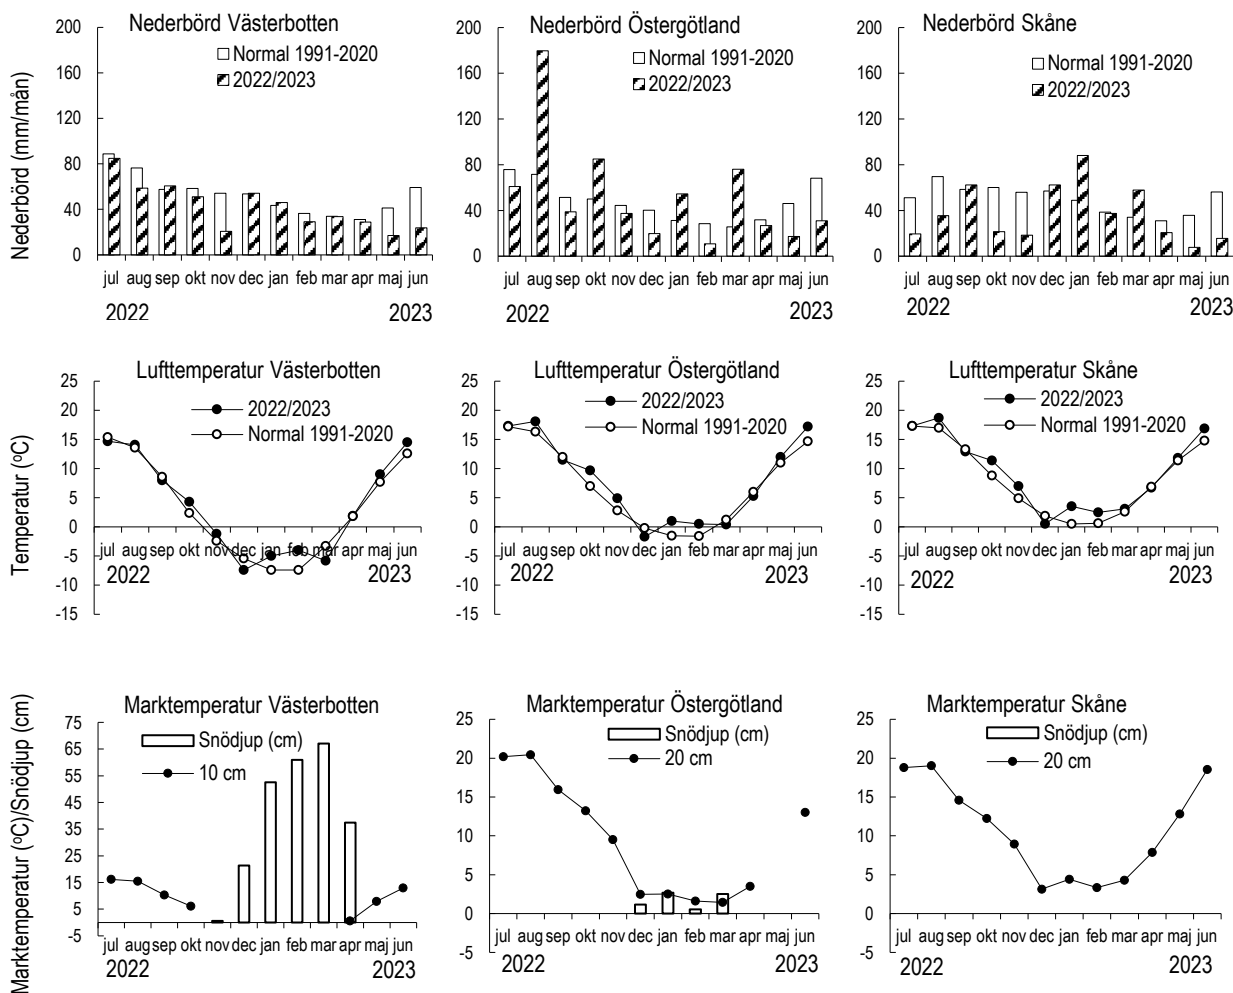 Nederbörd Västerbotten
Nederbörd (mm/mån)
200
160
120
80
40
0
Normal 1991-2020
2022/2023
jul aug sep okt nov dec jan feb mar apr maj jun
2022 2023
Nederbörd Östergötland
200
160
120
80
40
0
Normal 1991-2020
2022/2023
jul aug sep okt nov dec jan feb mar apr maj jun
2022 2023
Nederbörd Skåne
200
160
120
80
40
0
Normal 1991-2020
2022/2023
jul aug sep okt nov dec jan feb mar apr maj jun
2022 2023
Lufttemperatur Västerbotten
Temperatur (ºC)
25
20
15
10
5
0
-5
-10
-15
2022/2023
Normal 1991-2020
jul aug sep okt nov dec jan feb mar apr maj jun
2022 2023
Lufttemperatur Östergötland
25
20
15
10
5
0
-5
-10
-15
2022/2023
Normal 1991-2020
jul aug sep okt nov dec jan feb mar apr maj jun
2022 2023
Lufttemperatur Skåne
25
20
15
10
5
0
-5
-10
-15
2022/2023
Normal 1991-2020
jul aug sep okt nov dec jan feb mar apr maj jun
2022 2023
Marktemperatur Västerbotten
Marktemperatur (ºC)/Snödjup (cm)
75
65
55
45
35
25
15
5
-5
Snödjup (cm)
10 cm
jul aug sep okt nov dec jan feb mar apr maj jun
2022 2023
Marktemperatur Östergötland
25
20
15
10
5
0
-5
Snödjup (cm)
20 cm
jul aug sep okt nov dec jan feb mar apr maj jun
2022 2023
Marktemperatur Skåne
25
20
15
10
5
0
-5
Snödjup (cm)
20 cm
jul aug sep okt nov dec jan feb mar apr maj jun
2022 2023